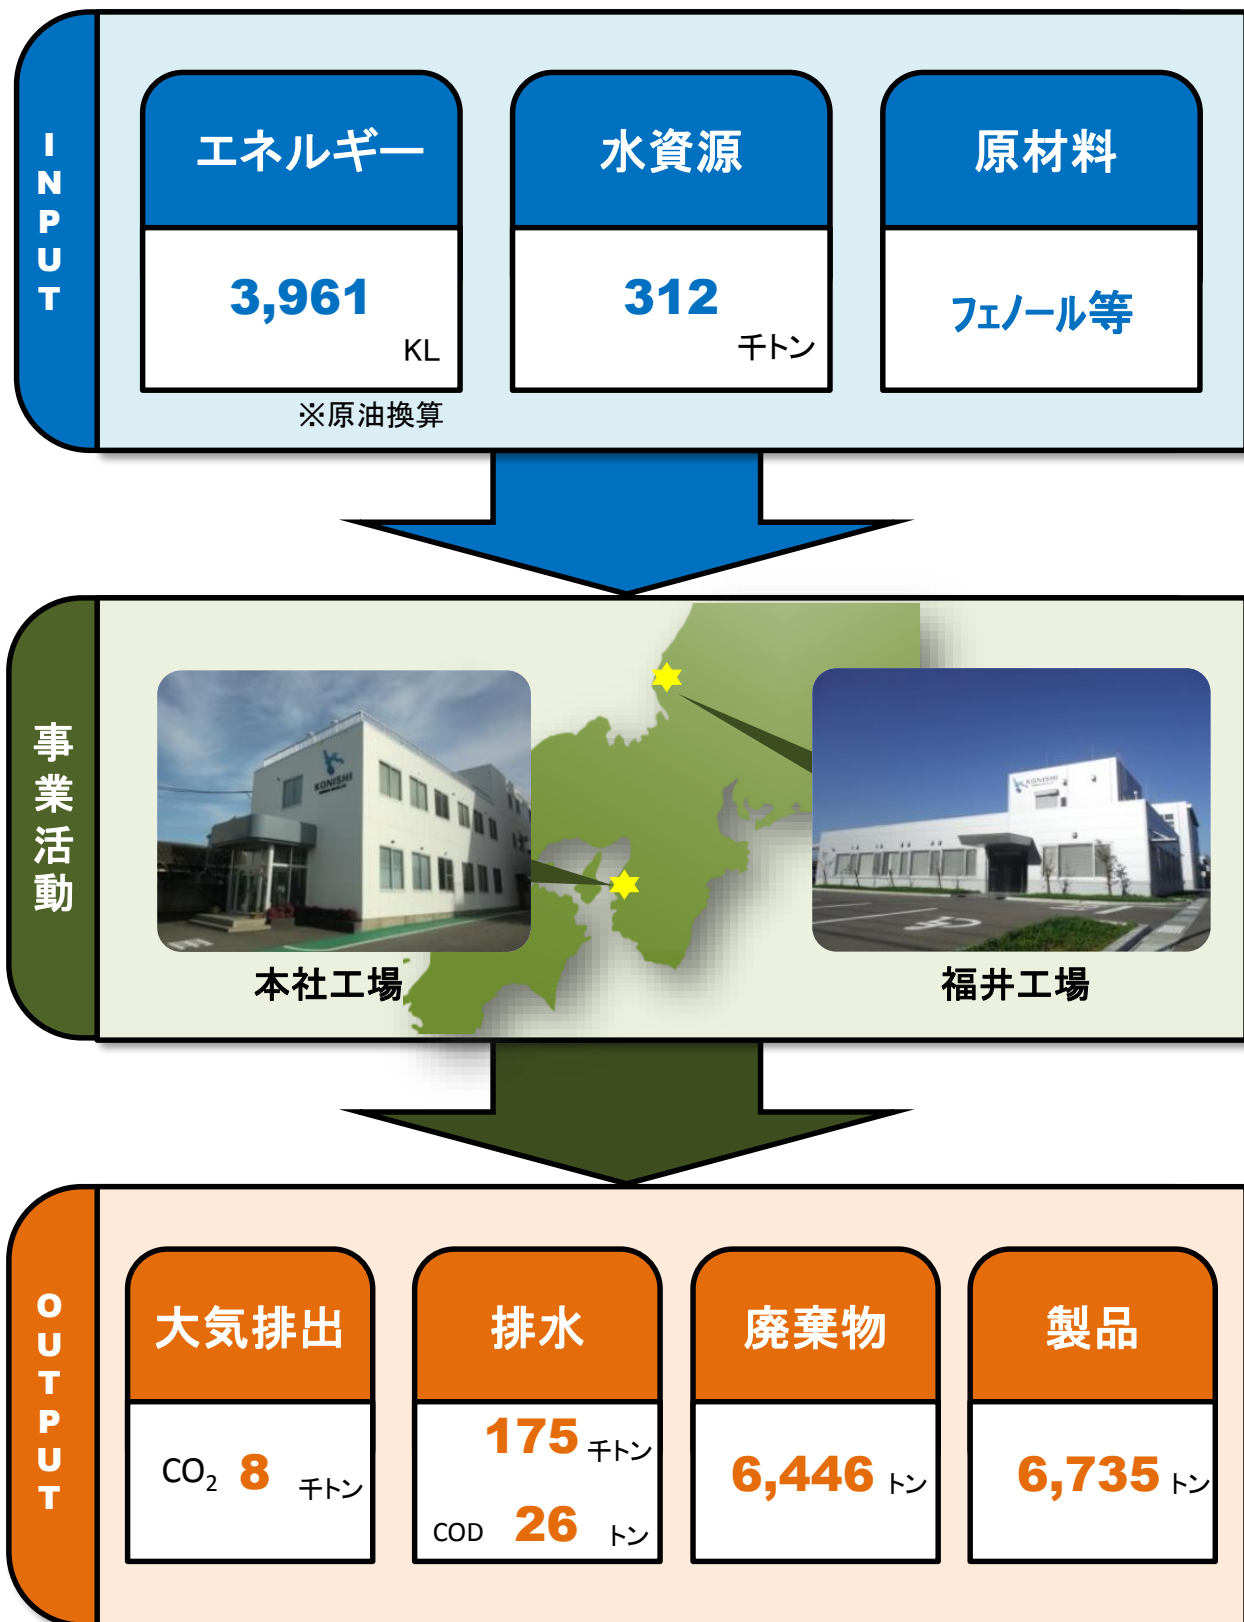 INPUT
エネルギー
3,961
KL
※原油換算
水資源
312
千トン
原材料
フェノール等
事業活動
KONISHI
本社工場
KONISHI
福井工場
OUTPUT
大気排出
CO₂ 8 千トン
排水
175 千トン
COD 26 トン
廃棄物
6,446 トン
製品
6,735 トン